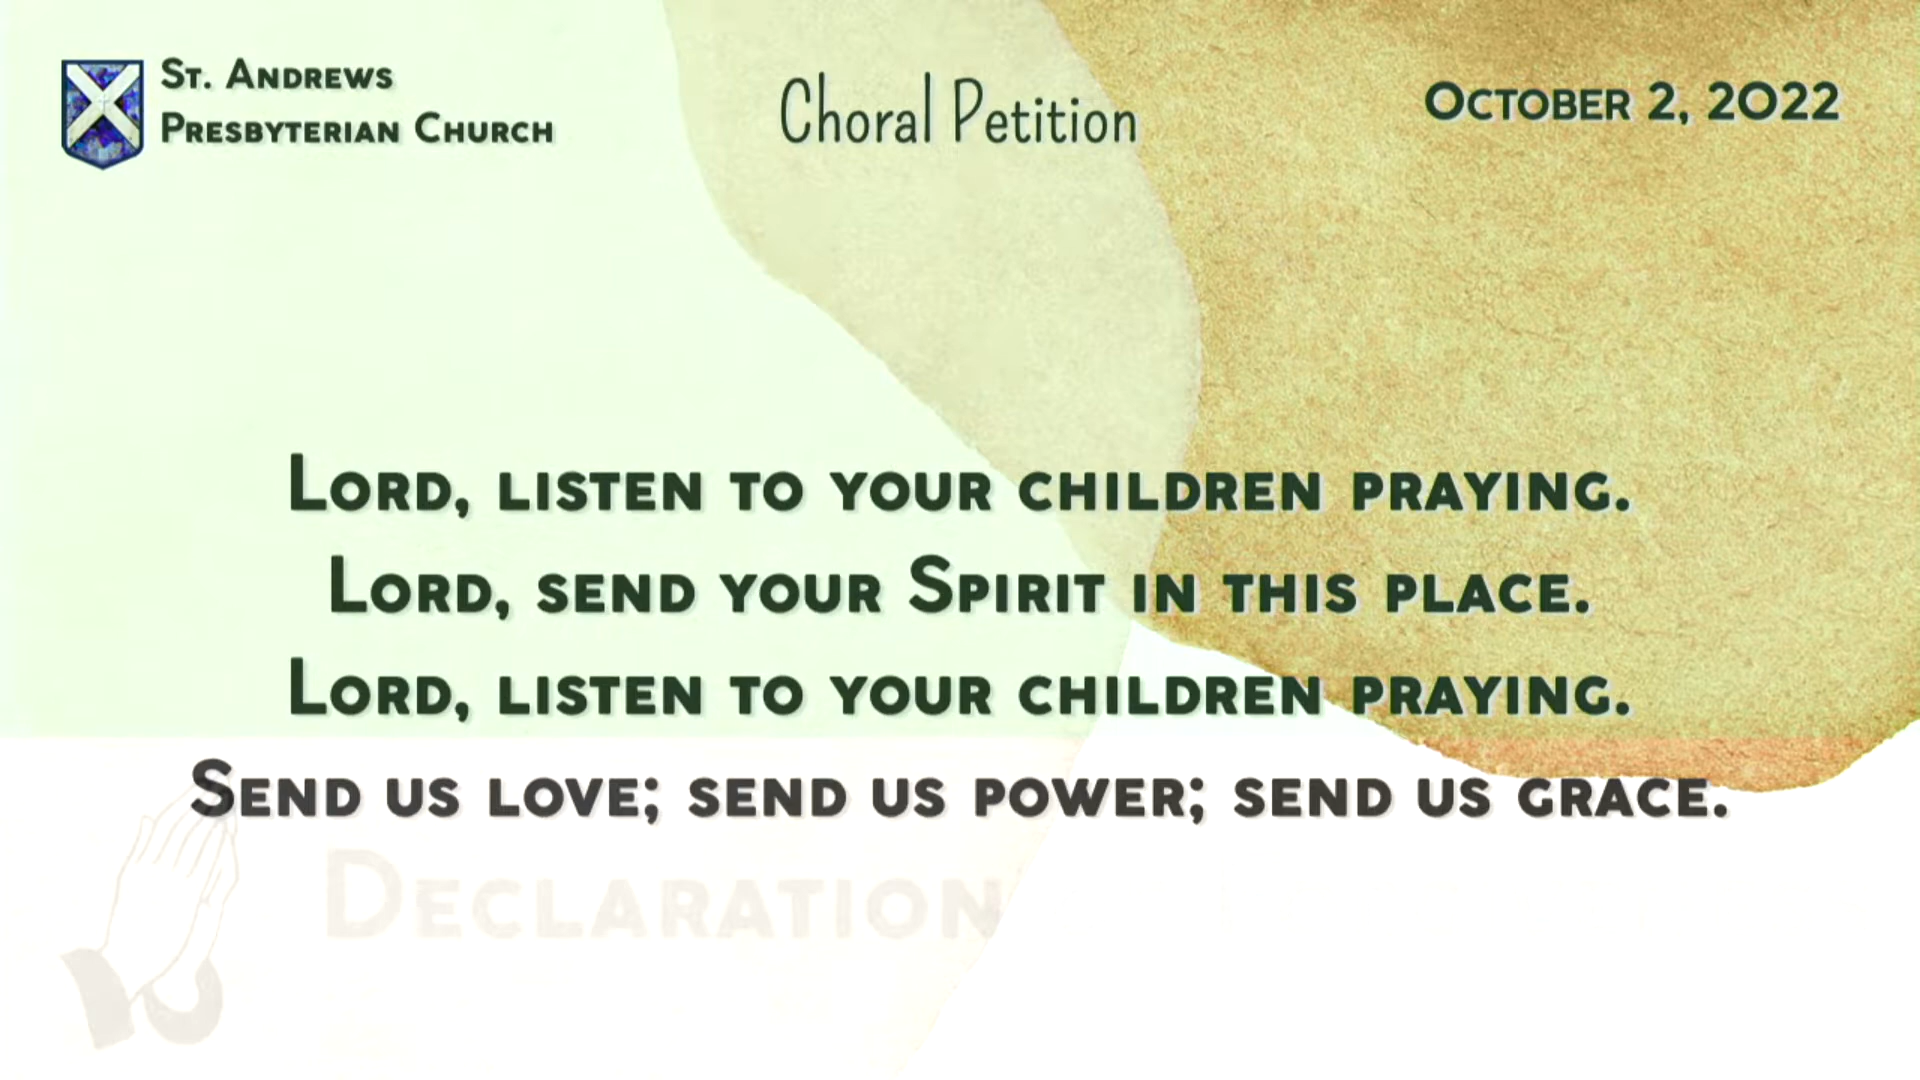 St. Andrews
Presbyterian Church
Choral Petition
October 2, 2022
Lord, listen to your children praying.
Lord, send your Spirit in this place.
Lord, listen to your children praying.
Send us love; send us power; send us grace.
Declaration